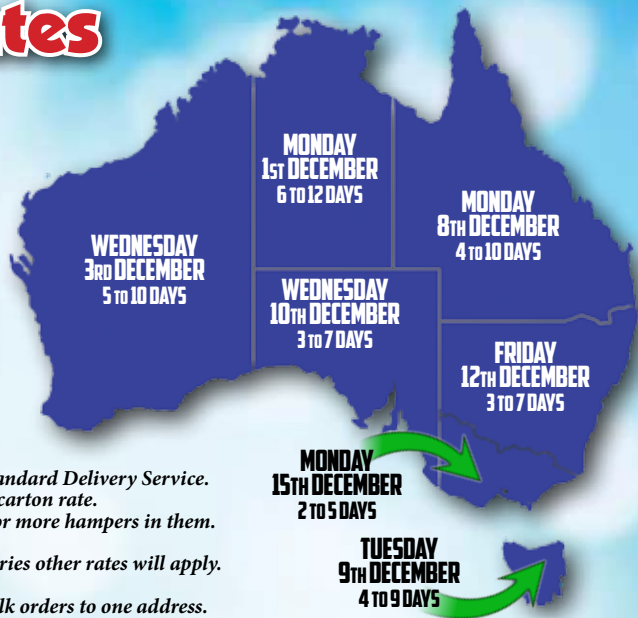 tes
MONDAY
1ST DECEMBER
6 TO 12 DAYS
MONDAY
8TH DECEMBER
4 TO 10 DAYS
WEDNESDAY
3RD DECEMBER
5 TO 10 DAYS
WEDNESDAY
10TH DECEMBER
3 TO 7 DAYS
FRIDAY
12TH DECEMBER
3 TO 7 DAYS
MONDAY
15TH DECEMBER
2 TO 5 DAYS
TUESDAY
9TH DECEMBER
4 TO 9 DAYS
andard Delivery Service.
carton rate.
or more hampers in them.
ries other rates will apply.
lk orders to one address.